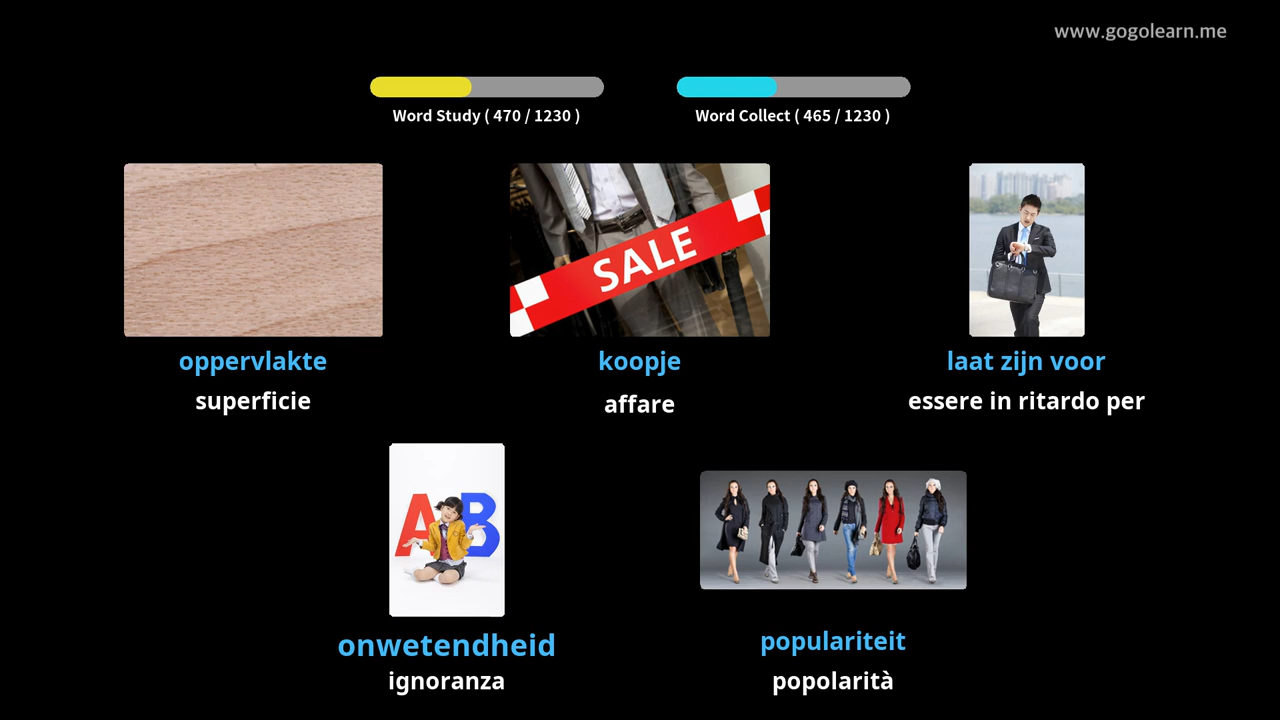 www.gogolearn.me
Word Study ( 470 / 1230 )
Word Collect ( 465 / 1230 )
SALE
oppervlakte
superficie
koopje
affare
laat zijn voor
essere in ritardo per
A B
onwetendheid
ignoranza
populariteit
popolarità